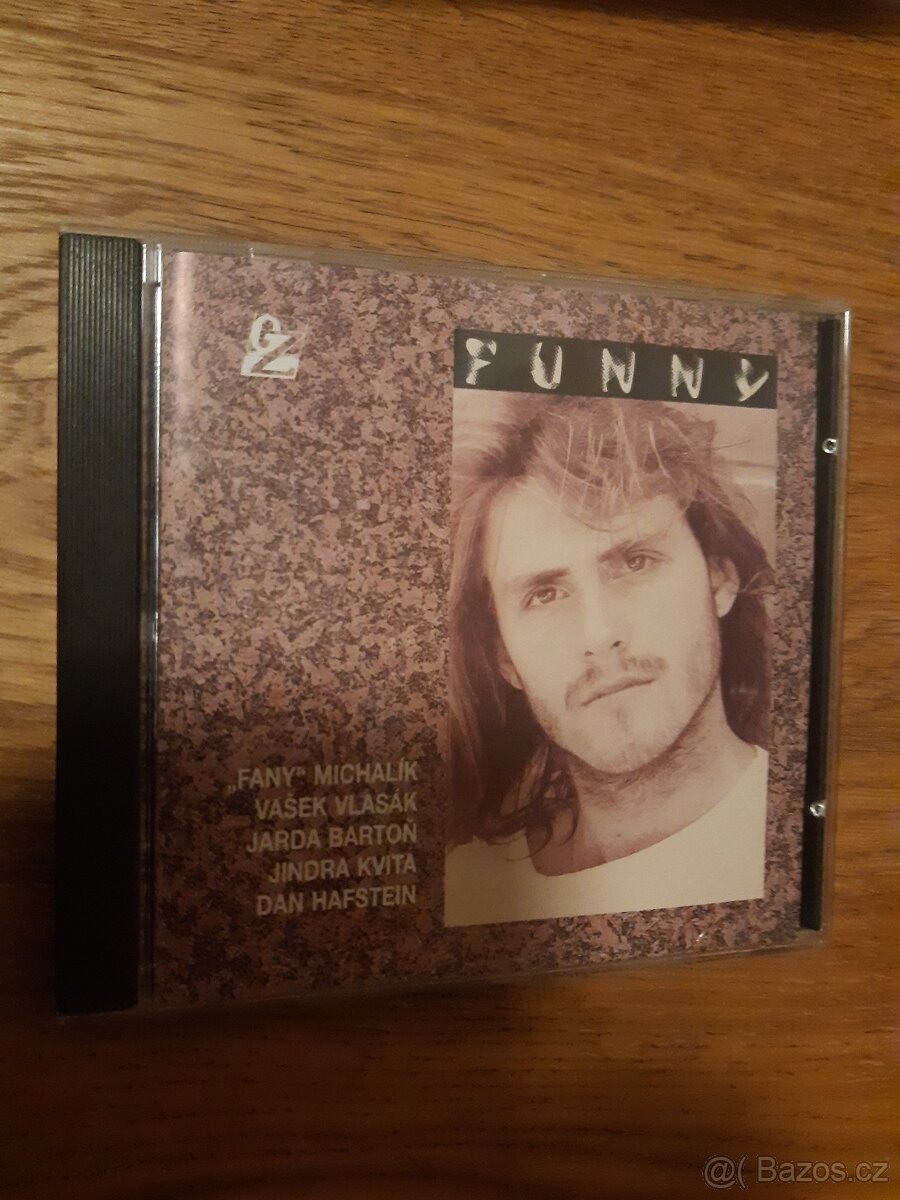 GZ
FUNNY
„FANY“ MICHALÍK
VAŠEK VLASÁK
JARDA BARTOŇ
JINDRA KVITA
DAN HAFSTEIN
@( Bazos.cz